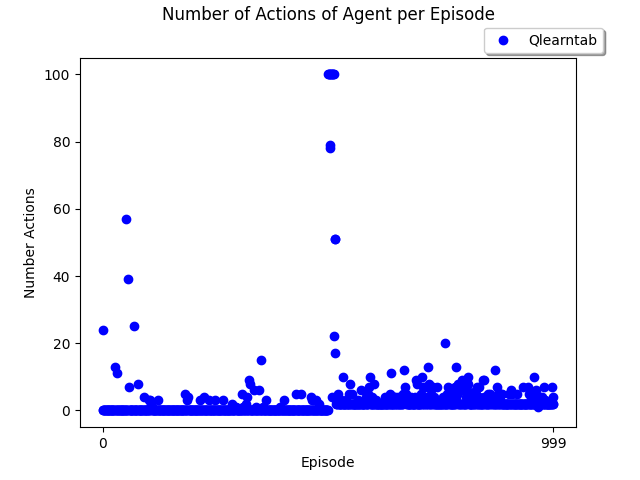 Number of Actions of Agent per Episode
Qlearntab
100
80
60
40
20
0
Number Actions
0
999
Episode